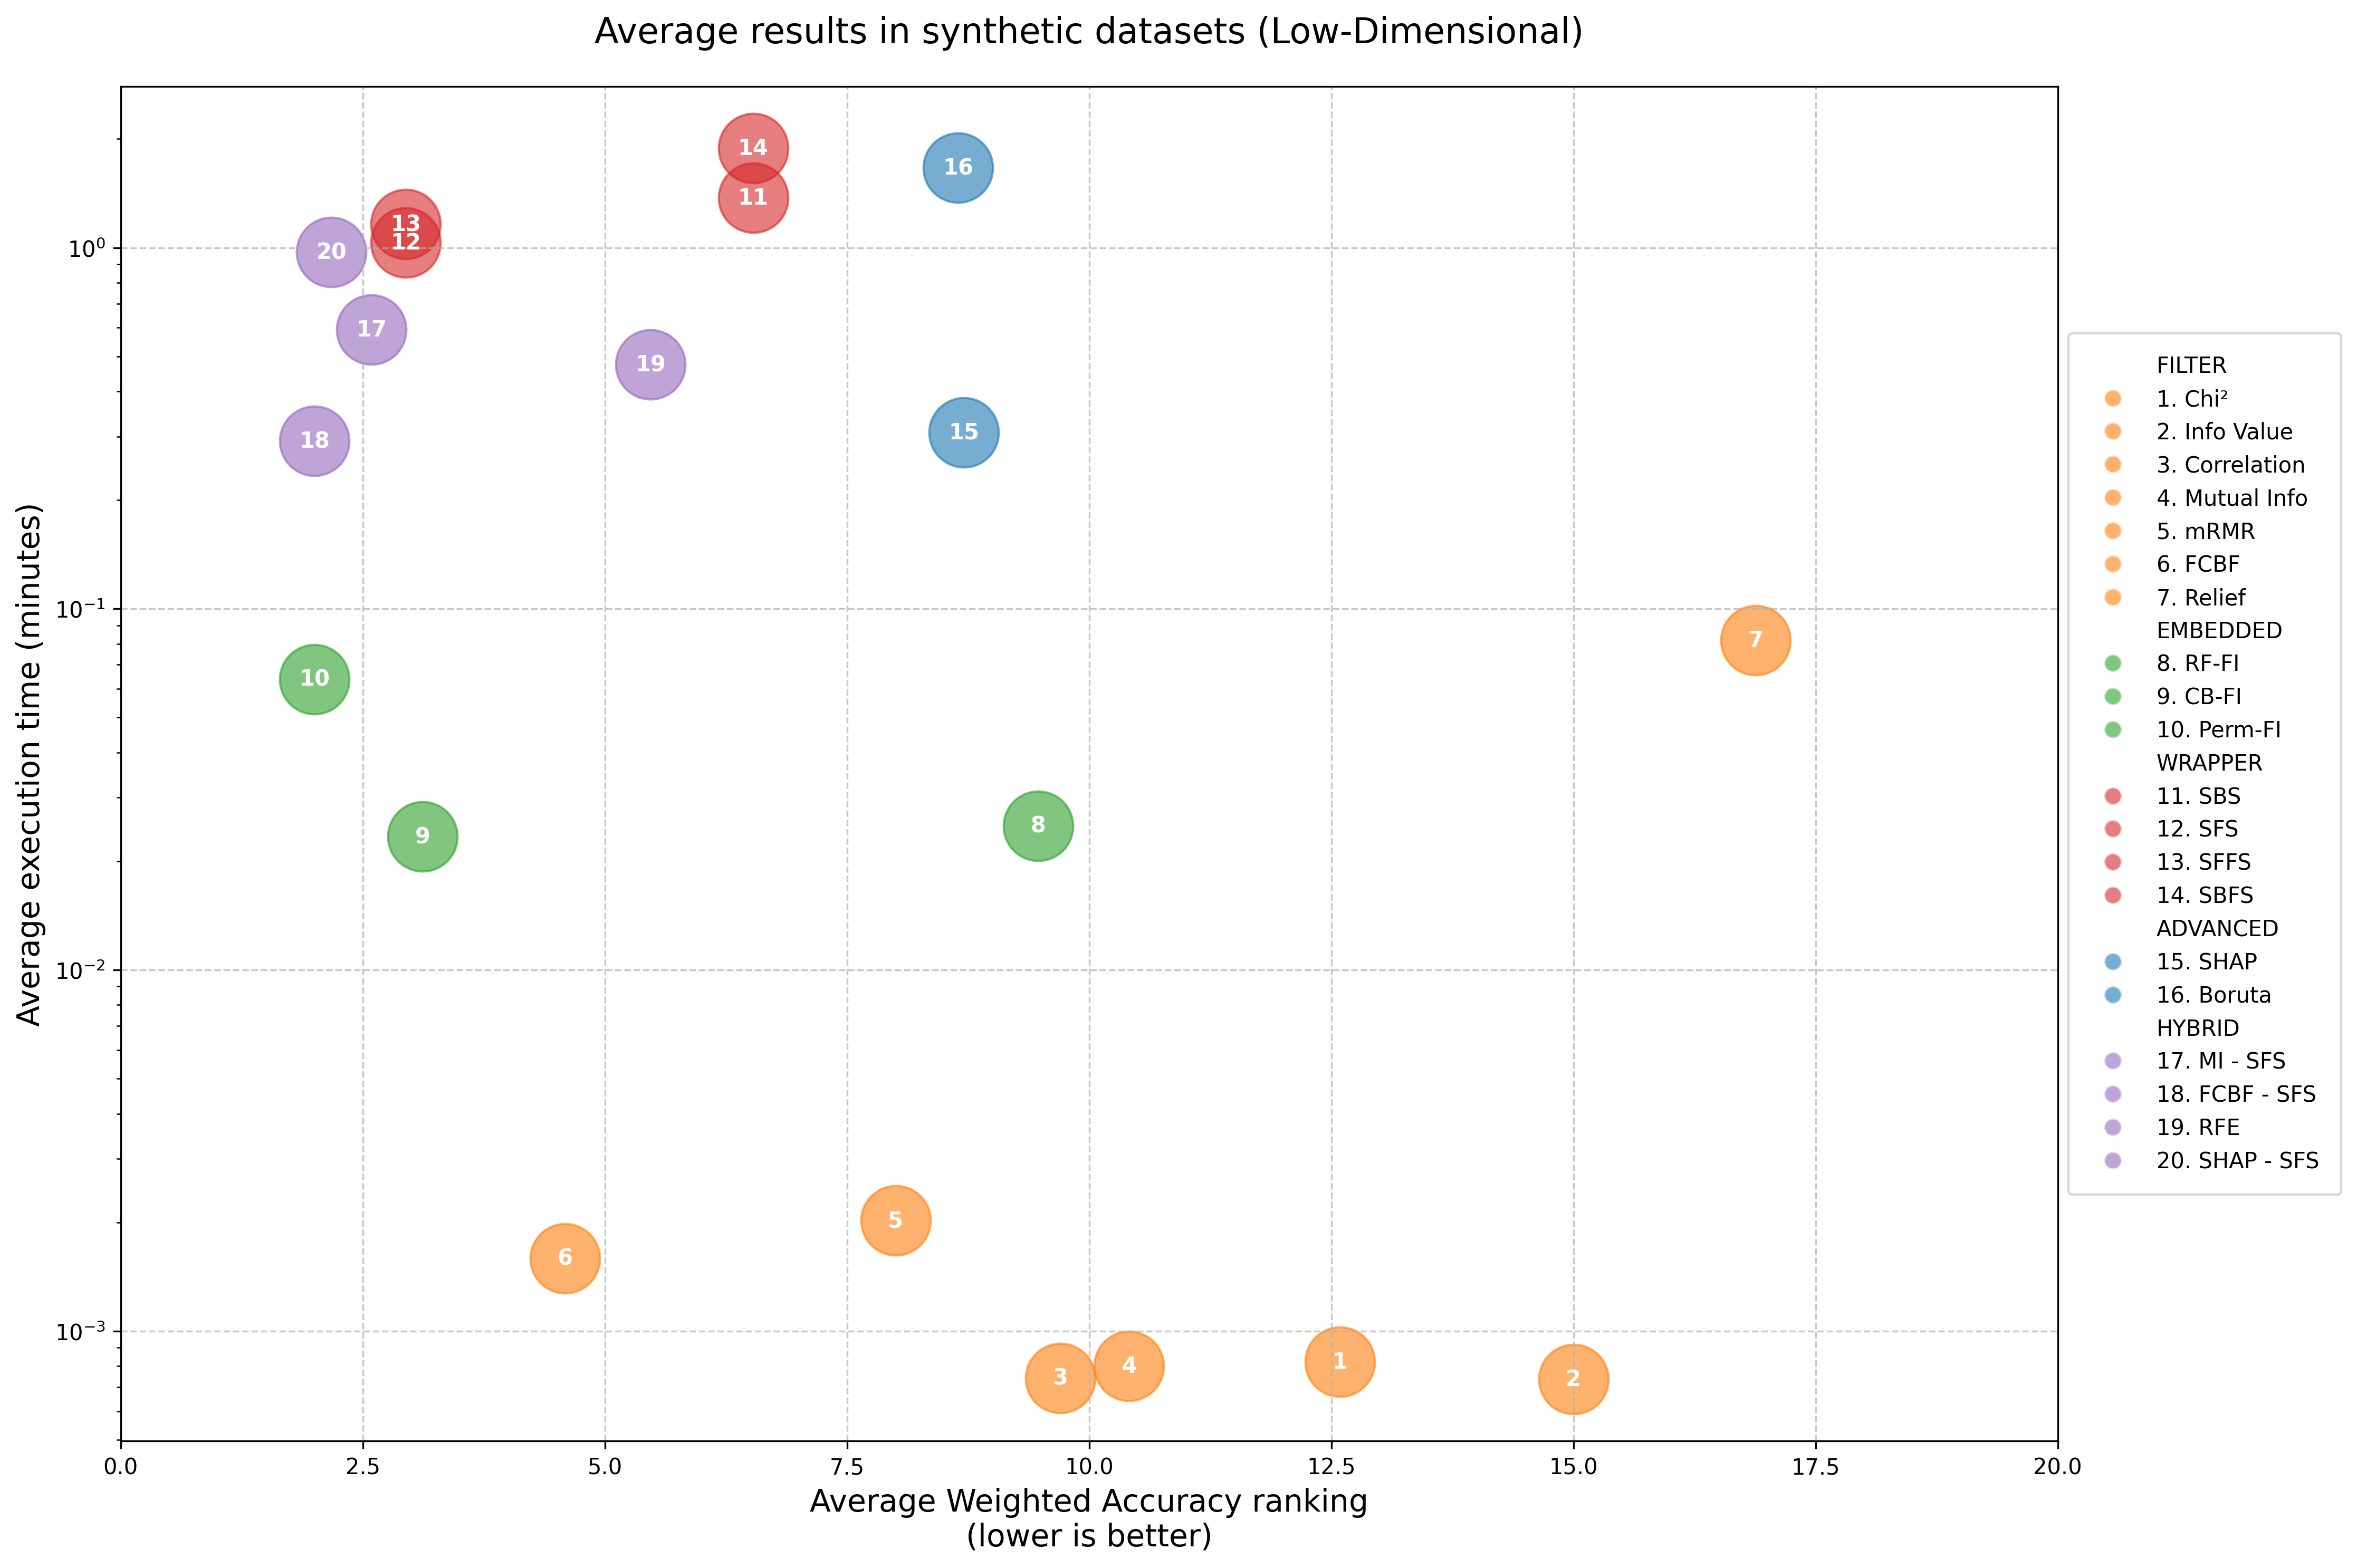 Average results in synthetic datasets (Low-Dimensional)
14
16
11
13
12
20
17
19
18
15
7
10
8
9
5
6
3
4
1
2
10⁰
10⁻¹
10⁻²
10⁻³
Average execution time (minutes)
0.0 2.5 5.0 7.5 10.0 12.5 15.0 17.5 20.0
Average Weighted Accuracy ranking
(lower is better)
FILTER
1. Chi²
2. Info Value
3. Correlation
4. Mutual Info
5. mRMR
6. FCBF
7. Relief
EMBEDDED
8. RF-FI
9. CB-FI
10. Perm-FI
WRAPPER
11. SBS
12. SFS
13. SFFS
14. SBFS
ADVANCED
15. SHAP
16. Boruta
HYBRID
17. MI - SFS
18. FCBF - SFS
19. RFE
20. SHAP - SFS